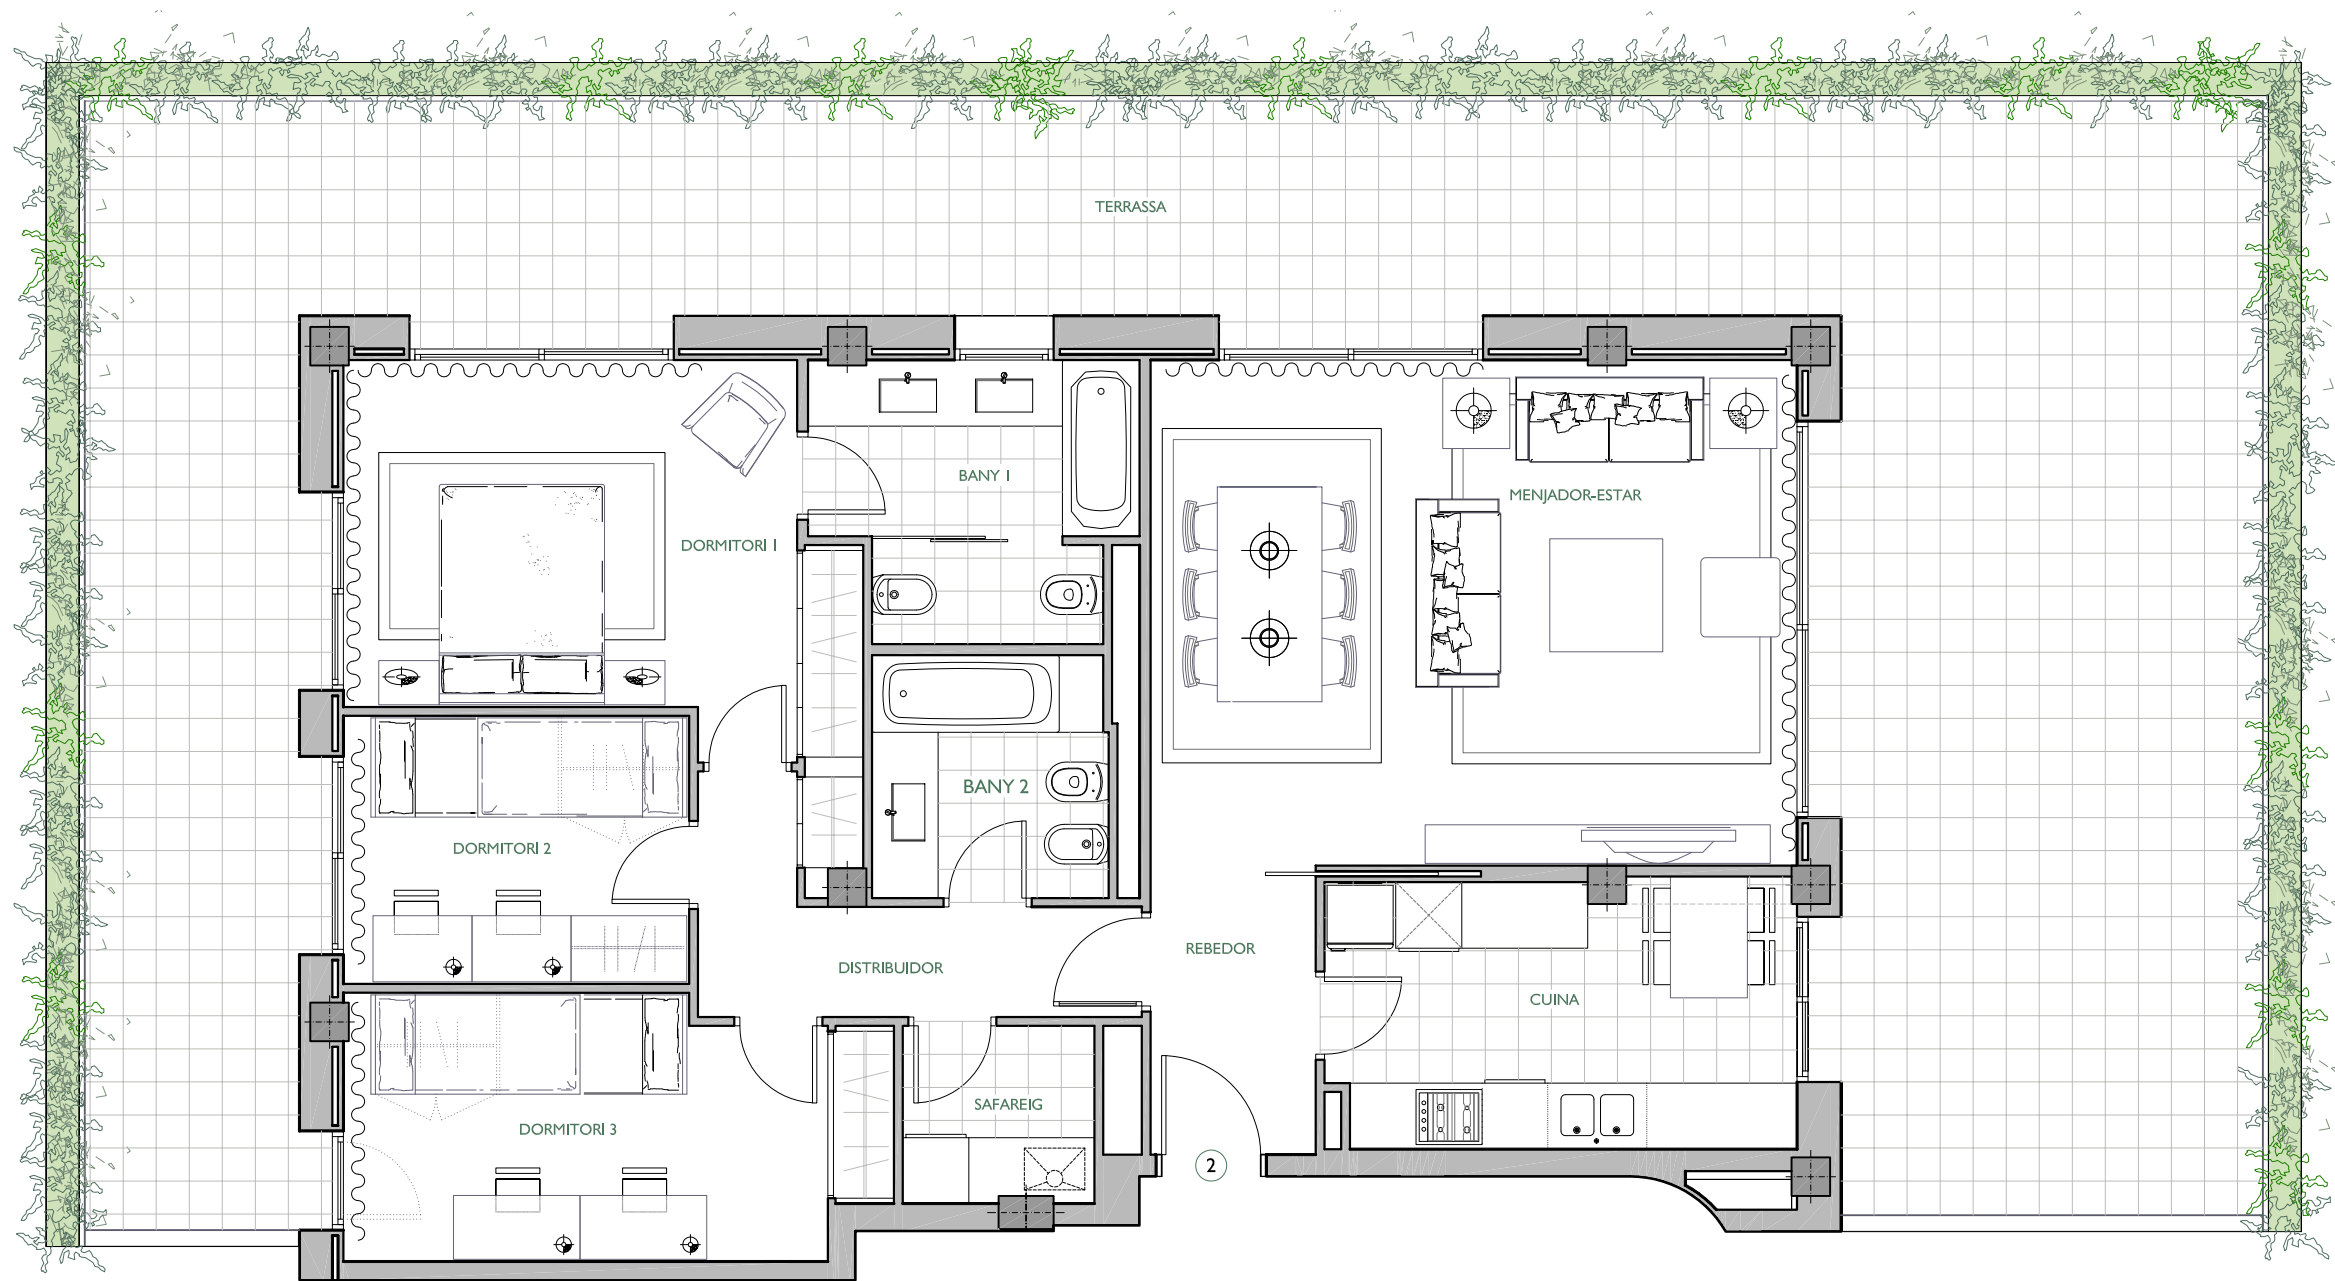 TERRASSA
BANY 1
MENJADOR-ESTAR
DORMITORI 1
BANY 2
DORMITORI 2
REBEDOR
DISTRIBUIDOR
CUINA
SAFAREIG
DORMITORI 3
2